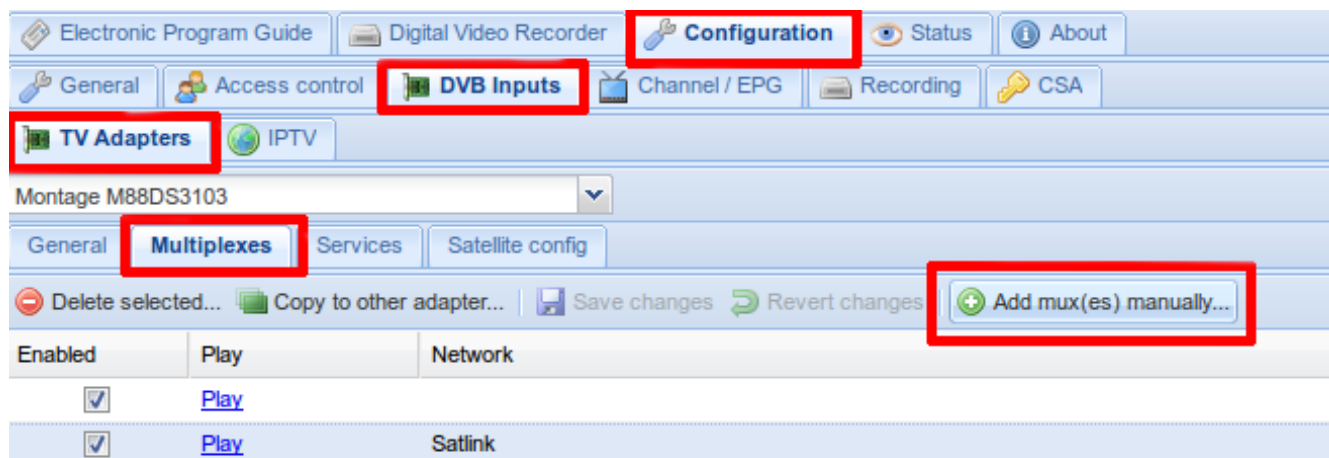 Electronic Program Guide Digital Video Recorder Configuration Status About
General Access control DVB Inputs Channel / EPG Recording CSA
TV Adapters IPTV
Montage M88DS3103
General Multiplexes Services Satellite config
Delete selected... Copy to other adapter... Save changes Revert changes Add mux(es) manually...
Enabled Play Network
Play
Play Satlink